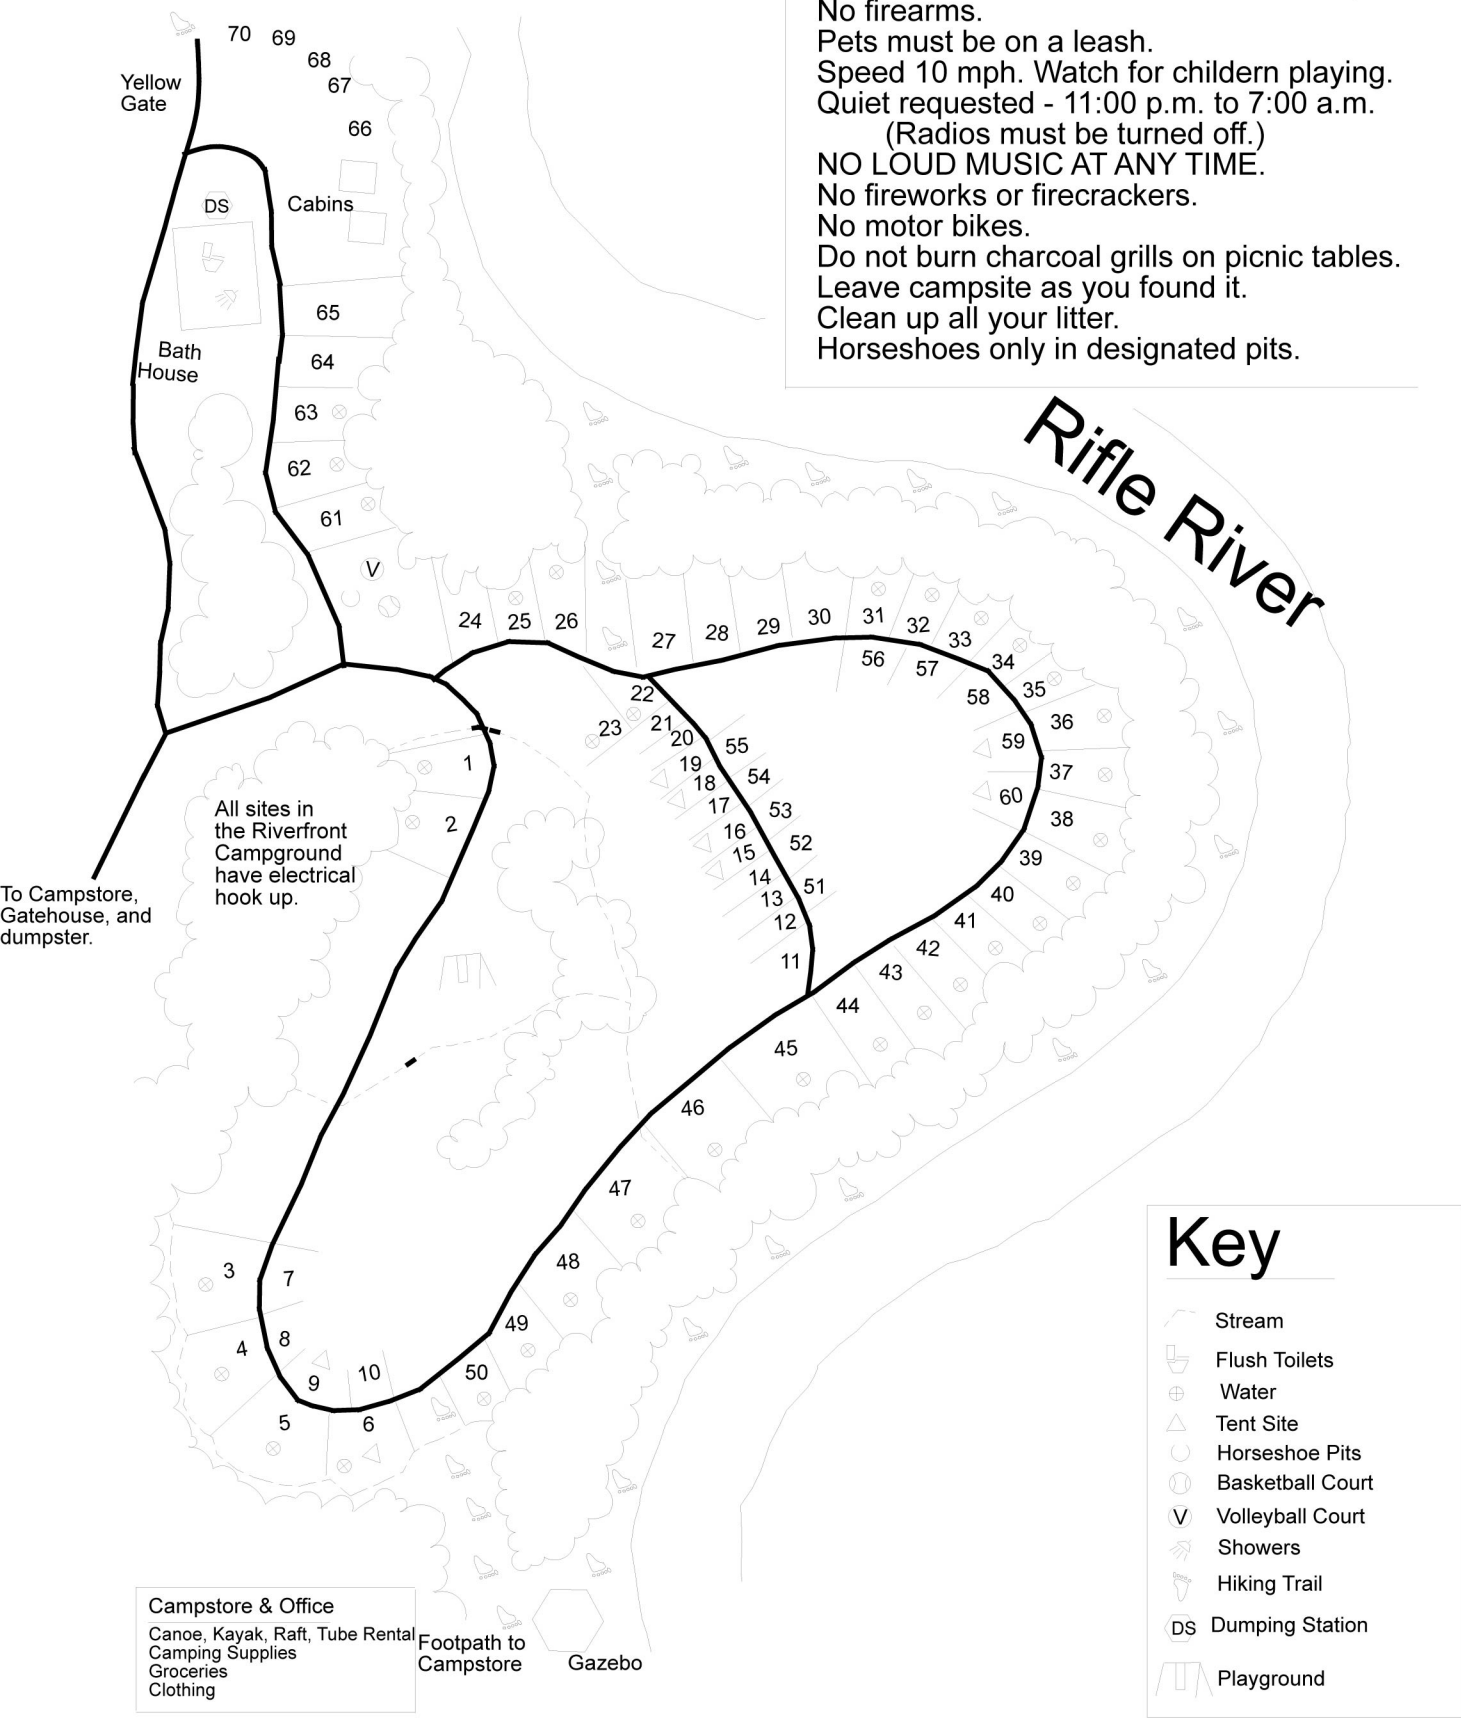 No firearms.
Pets must be on a leash.
Speed 10 mph. Watch for childern playing.
Quiet requested - 11:00 p.m. to 7:00 a.m.
(Radios must be turned off.)
NO LOUD MUSIC AT ANY TIME.
No fireworks or firecrackers.
No motor bikes.
Do not burn charcoal grills on picnic tables.
Leave campsite as you found it.
Clean up all your litter.
Horseshoes only in designated pits.
70
69
68
67
66
Yellow
Gate
DS
Cabins
65
Bath
House
64
63
62
61
V
Rifle River
24
25
26
27
28
29
30
31
32
33
34
35
36
37
38
39
40
41
42
43
44
45
46
47
48
49
50
56
57
58
59
60
22
23
21
20
19
18
17
16
15
14
13
12
11
55
54
53
52
51
1
2
All sites in
the Riverfront
Campground
have electrical
hook up.
To Campstore,
Gatehouse, and
dumpster.
3
7
4
8
9
10
5
6
Key
Stream
Flush Toilets
Water
Tent Site
Horseshoe Pits
Basketball Court
V Volleyball Court
Showers
Hiking Trail
DS Dumping Station
Playground
Campstore & Office
Canoe, Kayak, Raft, Tube Rental
Camping Supplies
Groceries
Clothing
Footpath to
Campstore
Gazebo